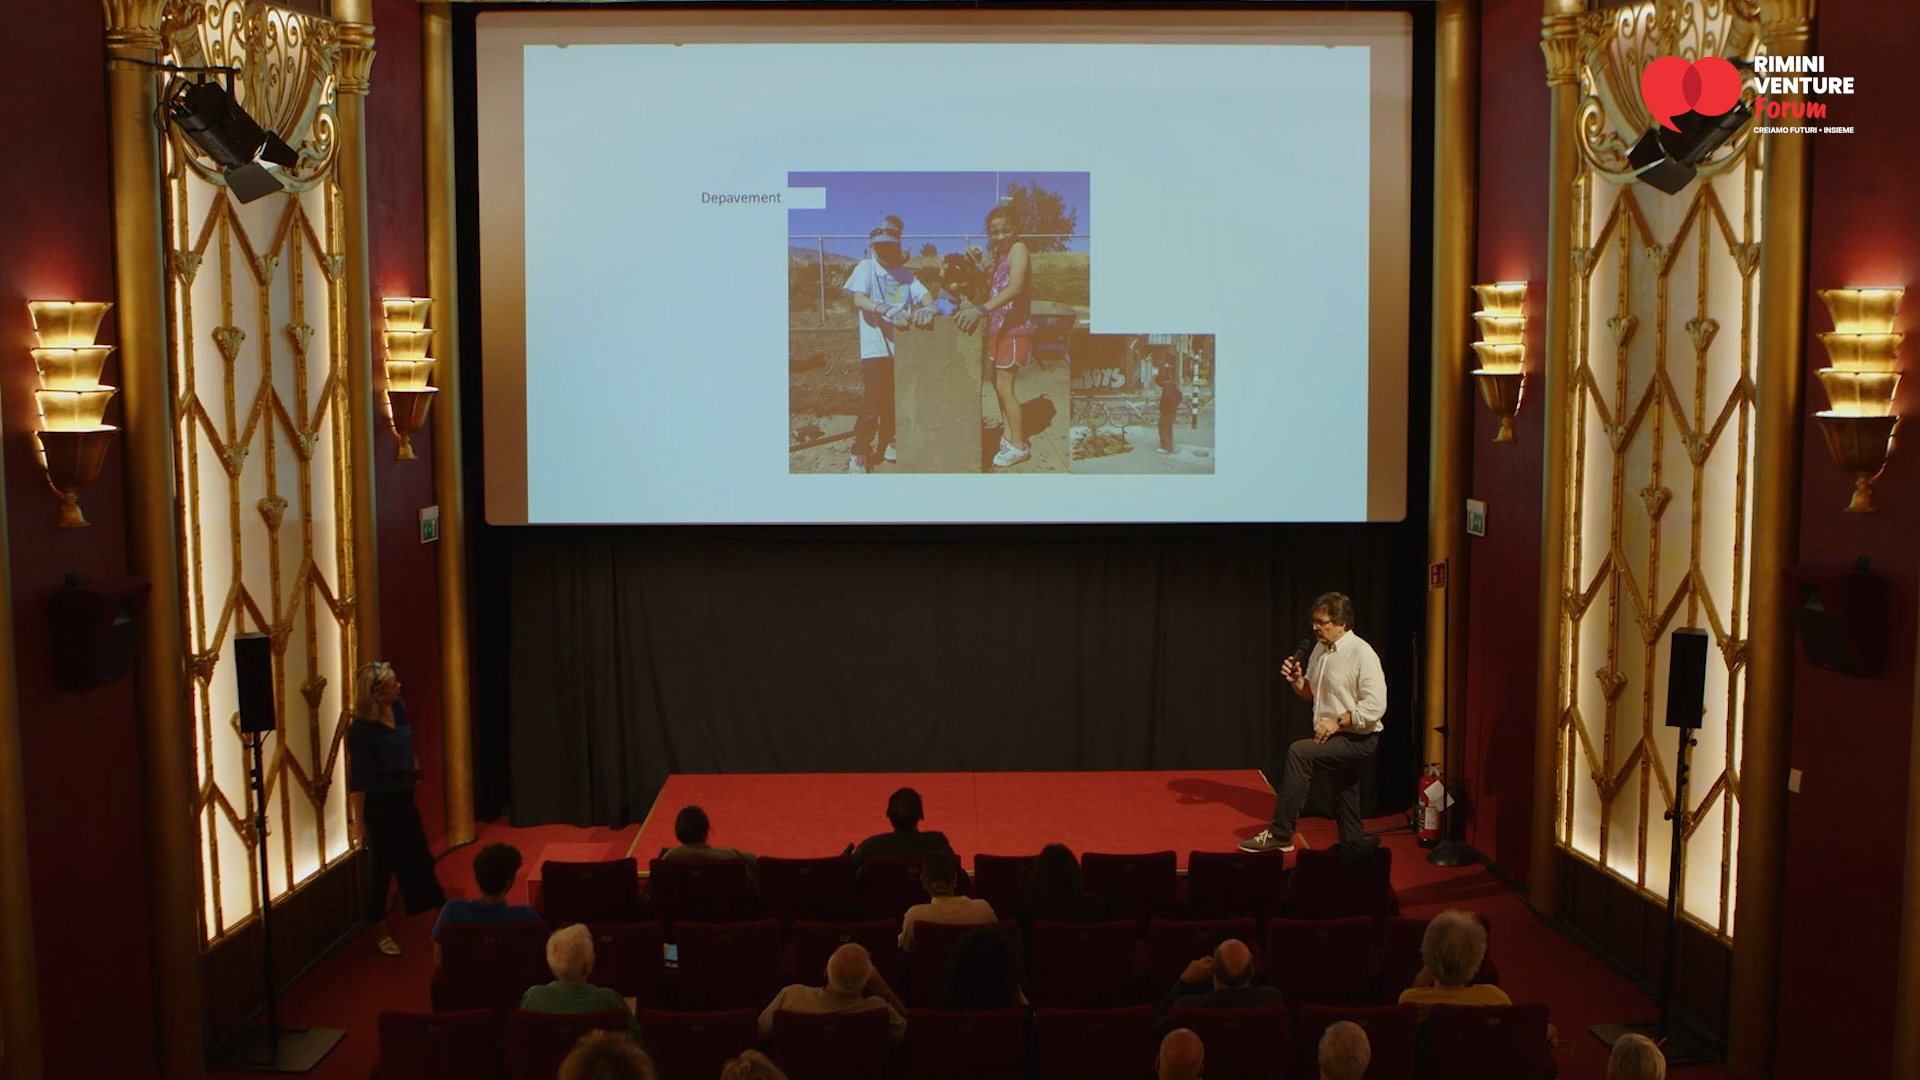 RIMINI
VENTURE
Forum
CREIAMO FUTURI • INSIEME
Depavement
BOYS